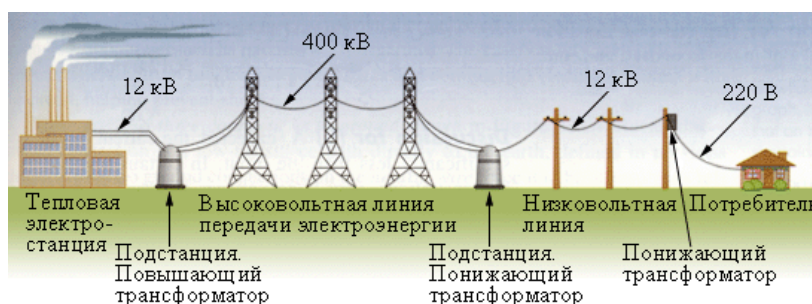 400 кВ
12 кВ
12 кВ
220 В
Тепловая
электро-
станция
Высоковольтная линия
передачи электроэнергии
Низковольтная
линия
Потребитель
Подстанция.
Повышающий
трансформатор
Подстанция.
Понижающий
трансформатор
Понижающий
трансформатор